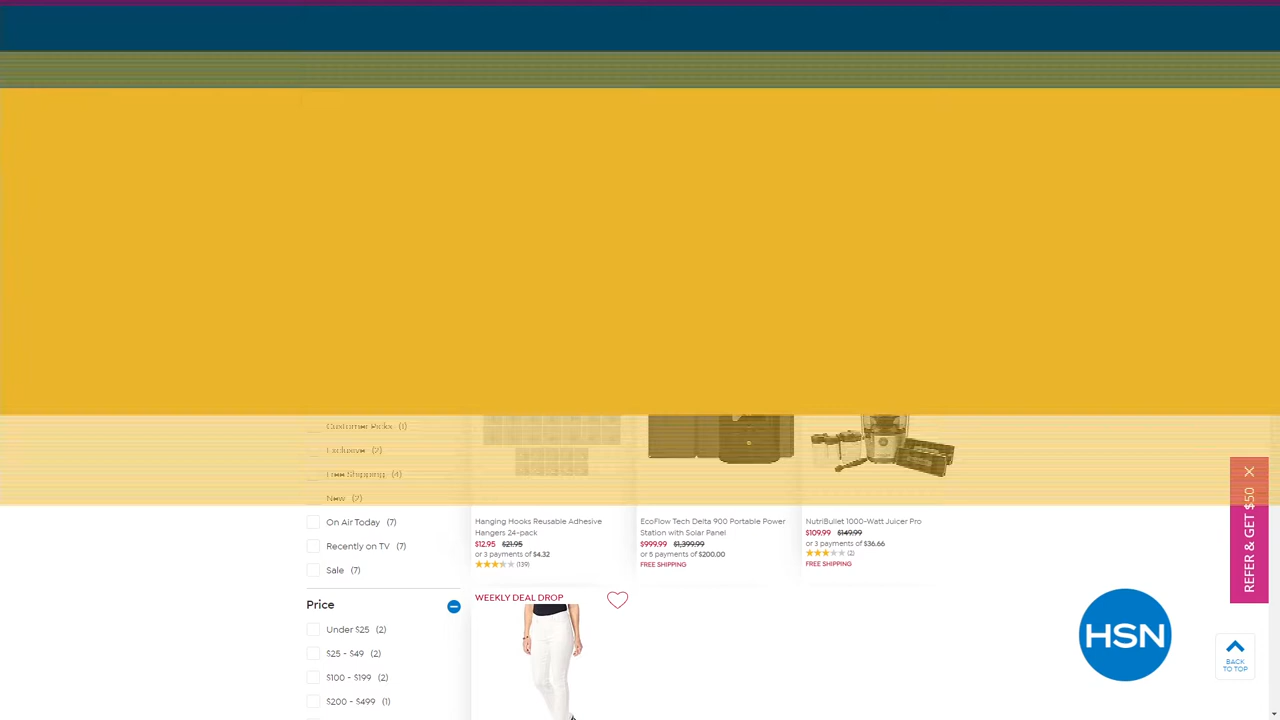 Customer Picks (1)
Exclusive (2)
Free Shipping (4)
New (2)
On Air Today (7)
Recently on TV (7)
Sale (7)
Price
Under $25 (2)
$25 - $49 (2)
$100 - $199 (2)
$200 - $499 (1)
Hanging Hooks Reusable Adhesive
Hangers 24-pack
$12.95 $21.95
or 3 payments of $4.32
(139)
EcoFlow Tech Delta 900 Portable Power
Station with Solar Panel
$999.99 $1,399.99
or 5 payments of $200.00
FREE SHIPPING
NutriBullet 1000-Watt Juicer Pro
$109.99 $149.99
or 3 payments of $36.66
(2)
FREE SHIPPING
WEEKLY DEAL DROP
REFER & GET $50
HSN
BACK
TO TOP